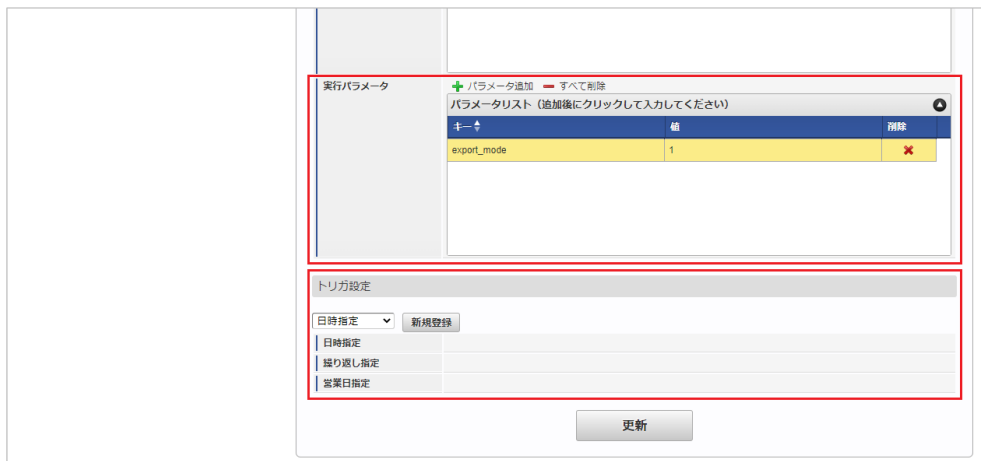 実行パラメータ
パラメータ追加 すべて削除
パラメータリスト（追加後にクリックして入力してください）
キー 値 削除
export_mode 1
トリガ設定
日時指定 新規登録
日時指定
繰り返し指定
営業日指定
更新